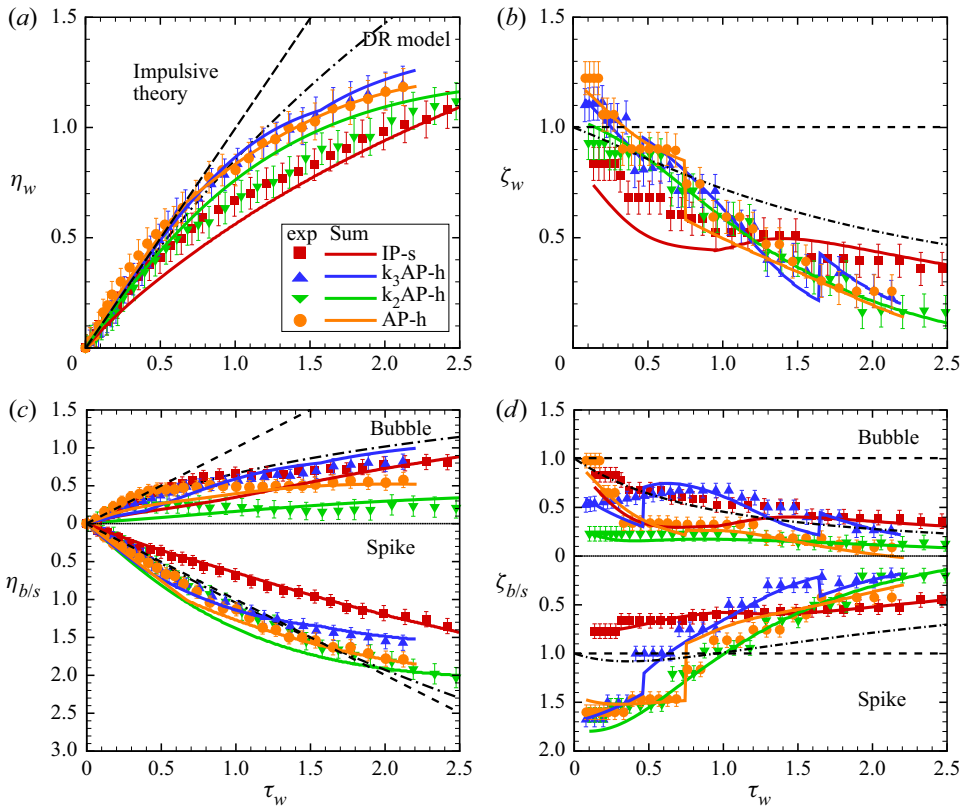 (a)
1.5
1.0
0.5
0
η_w
Impulsive
theory
DR model
exp Sum
IP-s
k₃AP-h
k₂AP-h
AP-h
0.5 1.0 1.5 2.0 2.5
(b)
1.5
1.0
0.5
ζ_w
0 0.5 1.0 1.5 2.0 2.5
(c)
1.5
1.0
0.5
0
0.5
1.0
1.5
2.0
2.5
3.0
η_b/s
Bubble
Spike
0 0.5 1.0 1.5 2.0 2.5
τ_w
(d)
1.5
1.0
0.5
0
0.5
1.0
1.5
2.0
ζ_b/s
Bubble
Spike
0 0.5 1.0 1.5 2.0 2.5
τ_w